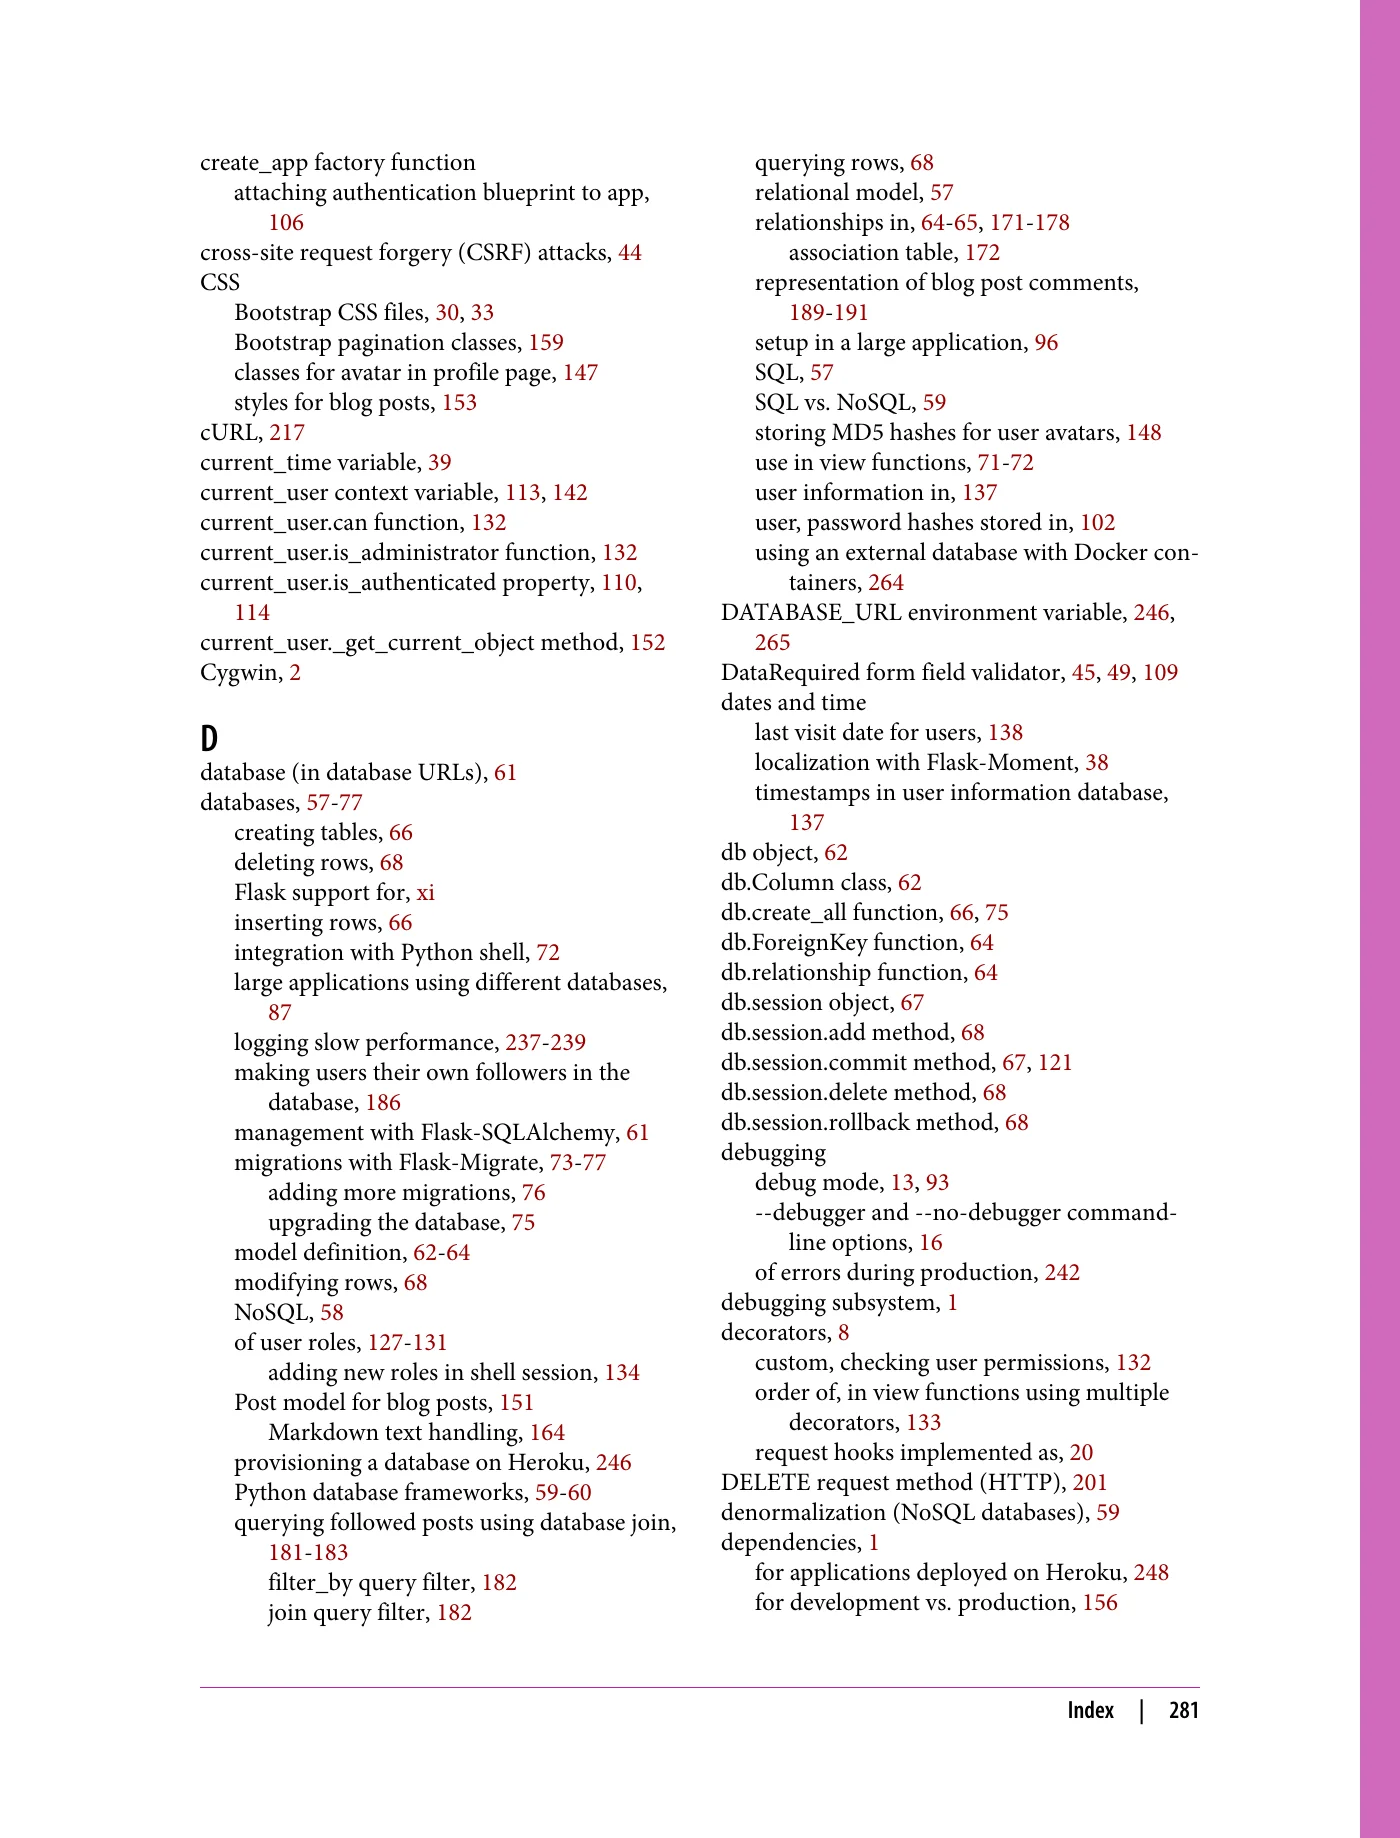 create_app factory function
attaching authentication blueprint to app,
106
cross-site request forgery (CSRF) attacks, 44
CSS
Bootstrap CSS files, 30, 33
Bootstrap pagination classes, 159
classes for avatar in profile page, 147
styles for blog posts, 153
cURL, 217
current_time variable, 39
current_user context variable, 113, 142
current_user.can function, 132
current_user.is_administrator function, 132
current_user.is_authenticated property, 110,
114
current_user._get_current_object method, 152
Cygwin, 2
D
database (in database URLs), 61
databases, 57-77
creating tables, 66
deleting rows, 68
Flask support for, xi
inserting rows, 66
integration with Python shell, 72
large applications using different databases,
87
logging slow performance, 237-239
making users their own followers in the
database, 186
management with Flask-SQLAlchemy, 61
migrations with Flask-Migrate, 73-77
adding more migrations, 76
upgrading the database, 75
model definition, 62-64
modifying rows, 68
NoSQL, 58
of user roles, 127-131
adding new roles in shell session, 134
Post model for blog posts, 151
Markdown text handling, 164
provisioning a database on Heroku, 246
Python database frameworks, 59-60
querying followed posts using database join,
181-183
filter_by query filter, 182
join query filter, 182
querying rows, 68
relational model, 57
relationships in, 64-65, 171-178
association table, 172
representation of blog post comments,
189-191
setup in a large application, 96
SQL, 57
SQL vs. NoSQL, 59
storing MD5 hashes for user avatars, 148
use in view functions, 71-72
user information in, 137
user, password hashes stored in, 102
using an external database with Docker con-
tainers, 264
DATABASE_URL environment variable, 246,
265
DataRequired form field validator, 45, 49, 109
dates and time
last visit date for users, 138
localization with Flask-Moment, 38
timestamps in user information database,
137
db object, 62
db.Column class, 62
db.create_all function, 66, 75
db.ForeignKey function, 64
db.relationship function, 64
db.session object, 67
db.session.add method, 68
db.session.commit method, 67, 121
db.session.delete method, 68
db.session.rollback method, 68
debugging
debug mode, 13, 93
--debugger and --no-debugger command-
line options, 16
of errors during production, 242
debugging subsystem, 1
decorators, 8
custom, checking user permissions, 132
order of, in view functions using multiple
decorators, 133
request hooks implemented as, 20
DELETE request method (HTTP), 201
denormalization (NoSQL databases), 59
dependencies, 1
for applications deployed on Heroku, 248
for development vs. production, 156
Index | 281